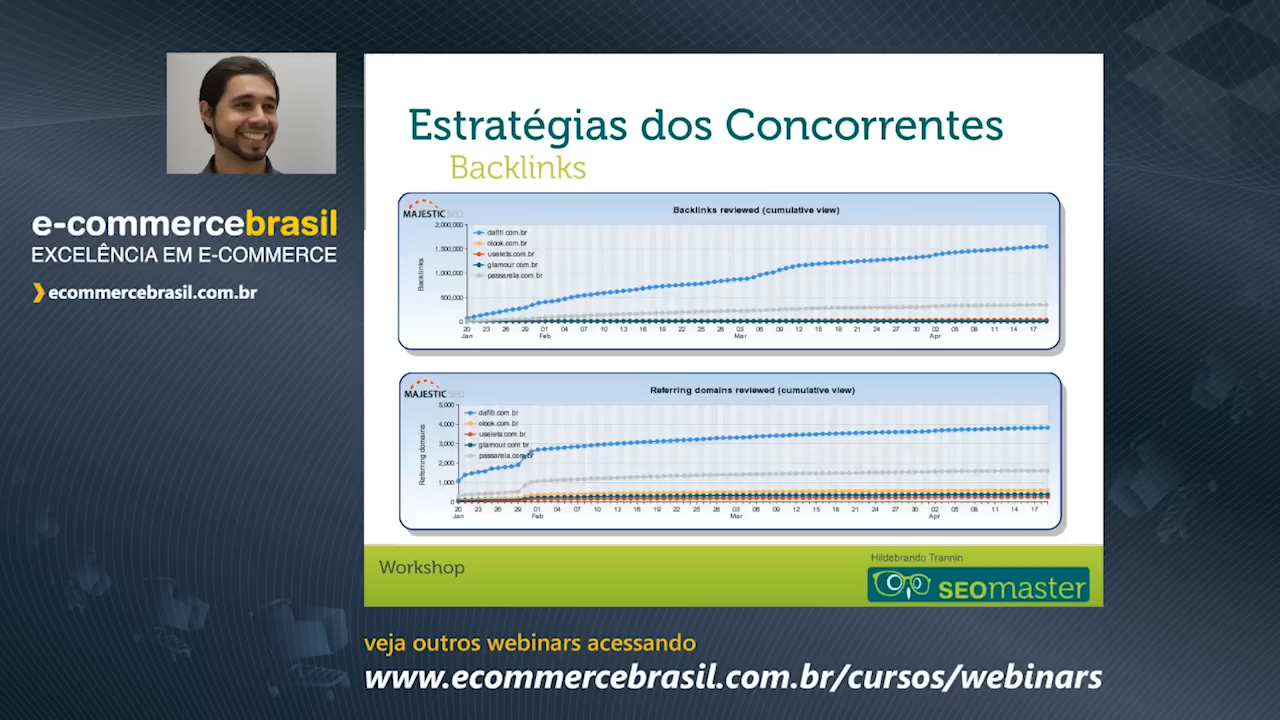 e-commercebrasil
EXCELÊNCIA EM E-COMMERCE
ecommercebrasil.com.br
Estratégias dos Concorrentes
Backlinks
MAJESTIC SEO
Backlinks reviewed (cumulative view)
Backlinks
2,000,000
1,500,000
1,000,000
500,000
0
dafiti.com.br
olook.com.br
uselets.com.br
glamour.com.br
passarela.com.br
20 23 26 29 01 04 07 10 13 16 19 22 25 28 03 06 09 12 15 18 21 24 27 30 02 05 08 11 14 17
Jan Feb Mar Apr
MAJESTIC SEO
Referring domains reviewed (cumulative view)
Referring domains
5,000
4,000
3,000
2,000
1,000
0
dafiti.com.br
olook.com.br
uselets.com.br
glamour.com.br
passarela.com.br
20 23 26 29 01 04 07 10 13 16 19 22 25 28 03 06 09 12 15 18 21 24 27 30 02 05 08 11 14 17
Jan Feb Mar Apr
Workshop
Hildebrando Trannin
SEOmaster
veja outros webinars acessando
www.ecommercebrasil.com.br/cursos/webinars